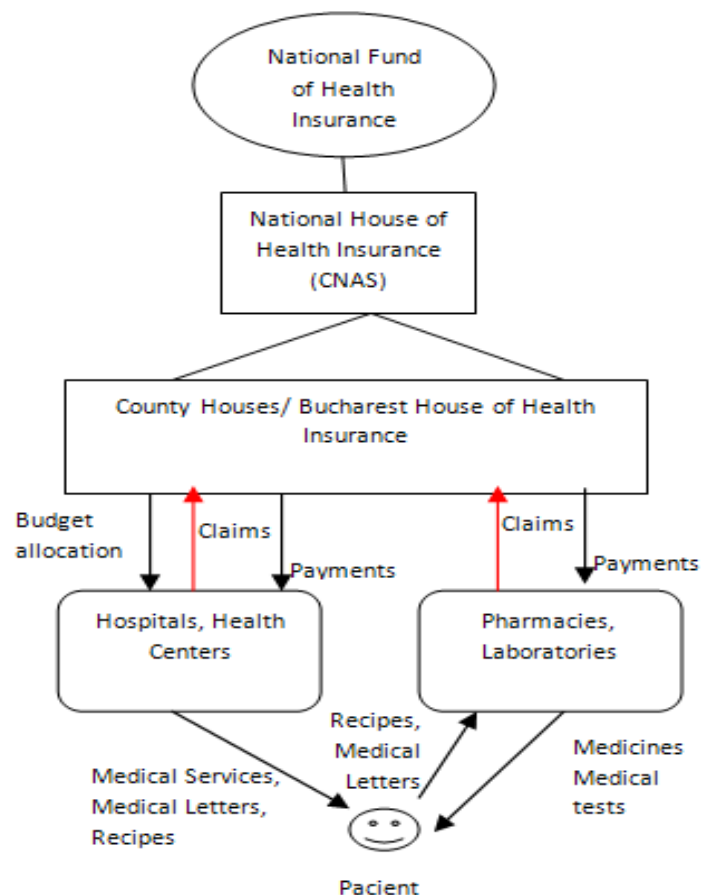 National Fund
of Health
Insurance
National House of
Health Insurance
(CNAS)
County Houses/ Bucharest House of Health
Insurance
Budget
allocation
Claims
Payments
Claims
Payments
Hospitals, Health
Centers
Pharmacies,
Laboratories
Medical Services,
Medical Letters,
Recipes
Recipes,
Medical
Letters
Medicines
Medical
tests
Pacient